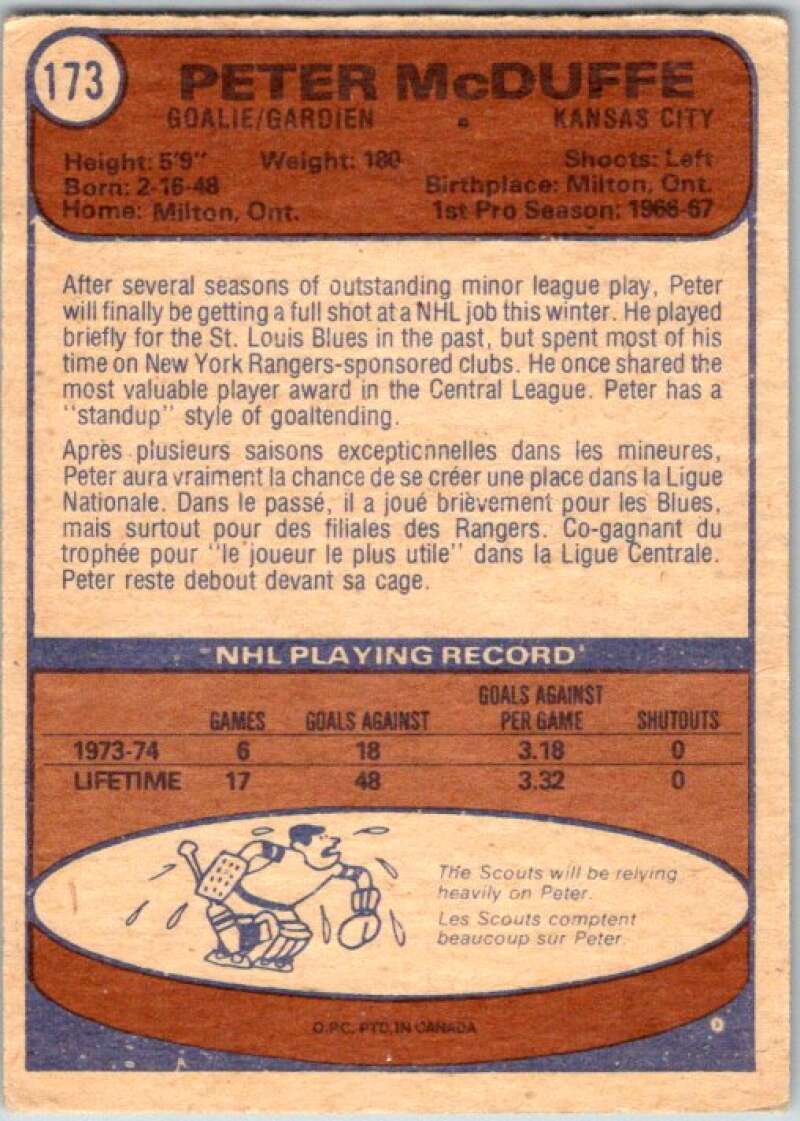 173
PETER McDUFFE
GOALIE/GARDIEN • KANSAS CITY
Height: 5'9" Weight: 180 Shoots: Left
Born: 2-16-48 Birthplace: Milton, Ont.
Home: Milton, Ont. 1st Pro Season: 1966-67
After several seasons of outstanding minor league play, Peter
will finally be getting a full shot at a NHL job this winter. He played
briefly for the St. Louis Blues in the past, but spent most of his
time on New York Rangers-sponsored clubs. He once shared the
most valuable player award in the Central League. Peter has a
"standup" style of goaltending.
Après plusieurs saisons exceptionnelles dans les mineures,
Peter aura vraiment la chance de se créer une place dans la Ligue
Nationale. Dans le passé, il a joué brièvement pour les Blues,
mais surtout pour des filiales des Rangers. Co-gagnant du
trophée pour "le joueur le plus utile" dans la Ligue Centrale.
Peter reste debout devant sa cage.
"NHL PLAYING RECORD"
GOALS AGAINST
GAMES GOALS AGAINST PER GAME SHUTOUTS
1973-74 6 18 3.18 0
LIFETIME 17 48 3.32 0
The Scouts will be relying
heavily on Peter.
Les Scouts comptent
beaucoup sur Peter.
O.P.C. PTD. IN CANADA